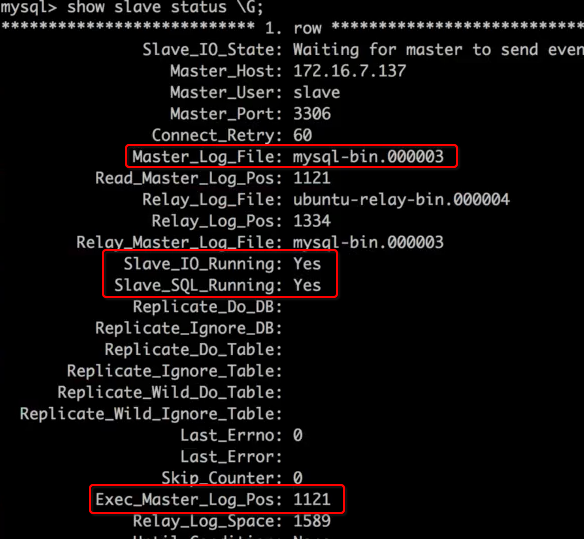 mysql> show slave status \G;
*************************** 1. row ***************************
Slave_IO_State: Waiting for master to send even
Master_Host: 172.16.7.137
Master_User: slave
Master_Port: 3306
Connect_Retry: 60
Master_Log_File: mysql-bin.000003
Read_Master_Log_Pos: 1121
Relay_Log_File: ubuntu-relay-bin.000004
Relay_Log_Pos: 1334
Relay_Master_Log_File: mysql-bin.000003
Slave_IO_Running: Yes
Slave_SQL_Running: Yes
Replicate_Do_DB:
Replicate_Ignore_DB:
Replicate_Do_Table:
Replicate_Ignore_Table:
Replicate_Wild_Do_Table:
Replicate_Wild_Ignore_Table:
Last_Errno: 0
Last_Error:
Skip_Counter: 0
Exec_Master_Log_Pos: 1121
Relay_Log_Space: 1589